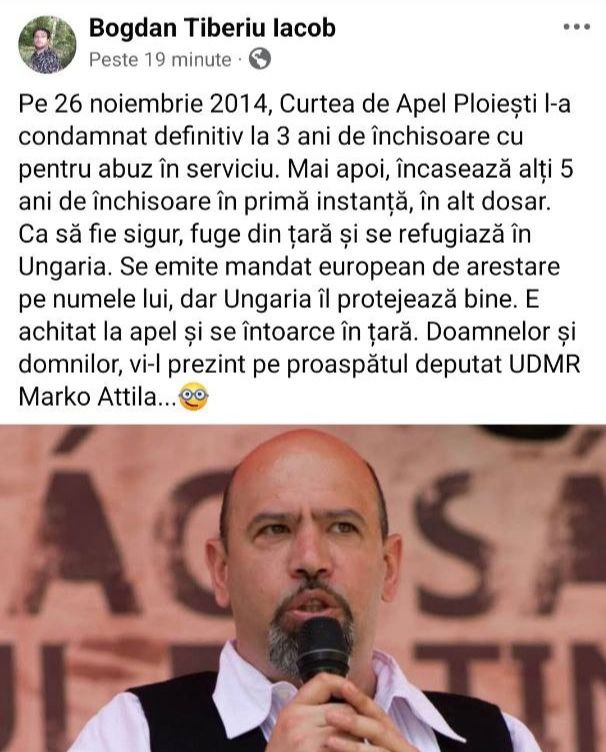 Bogdan Tiberiu Iacob
Peste 19 minute ·
Pe 26 noiembrie 2014, Curtea de Apel Ploiești l-a
condamnat definitiv la 3 ani de închisoare cu
pentru abuz în serviciu. Mai apoi, încasează alți 5
ani de închisoare în primă instanță, în alt dosar.
Ca să fie sigur, fuge din țară și se refugiază în
Ungaria. Se emite mandat european de arestare
pe numele lui, dar Ungaria îl protejează bine. E
achitat la apel și se întoarce în țară. Doamnelor și
domnilor, vi-l prezint pe proaspătul deputat UDMR
Marko Attila...